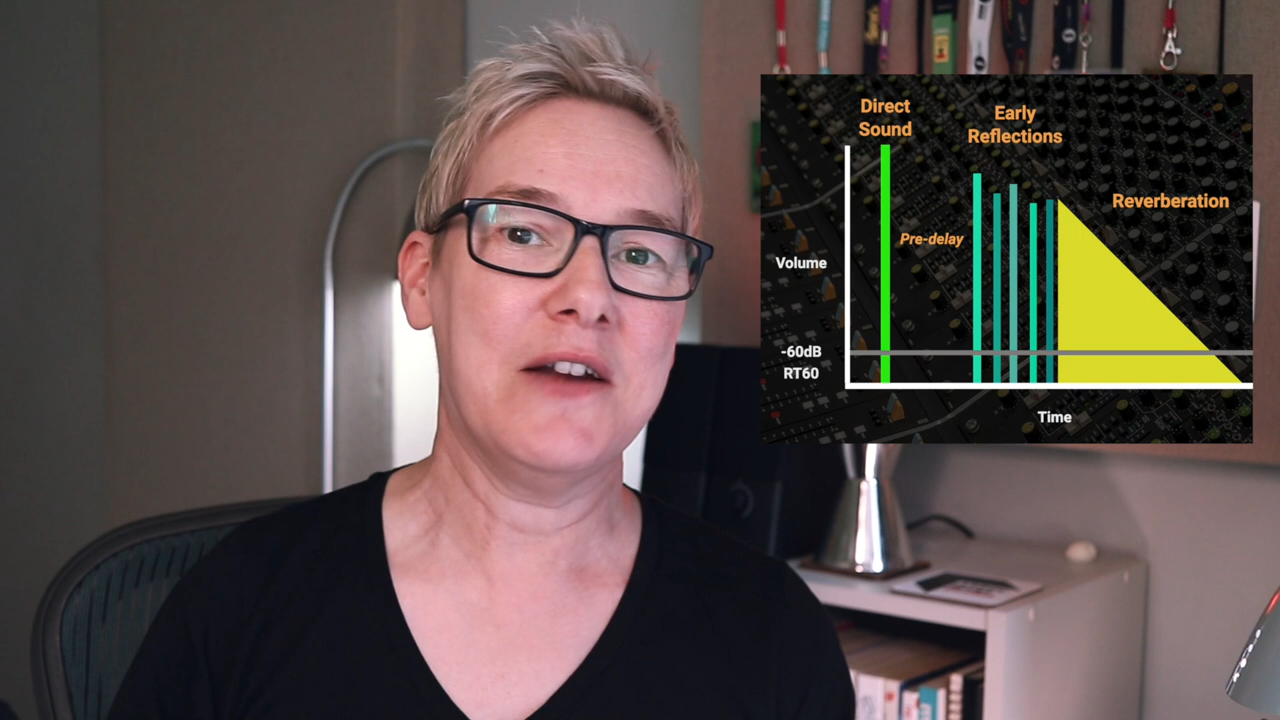 Direct
Sound
Early
Reflections
Reverberation
Pre-delay
Volume
-60dB
RT60
Time